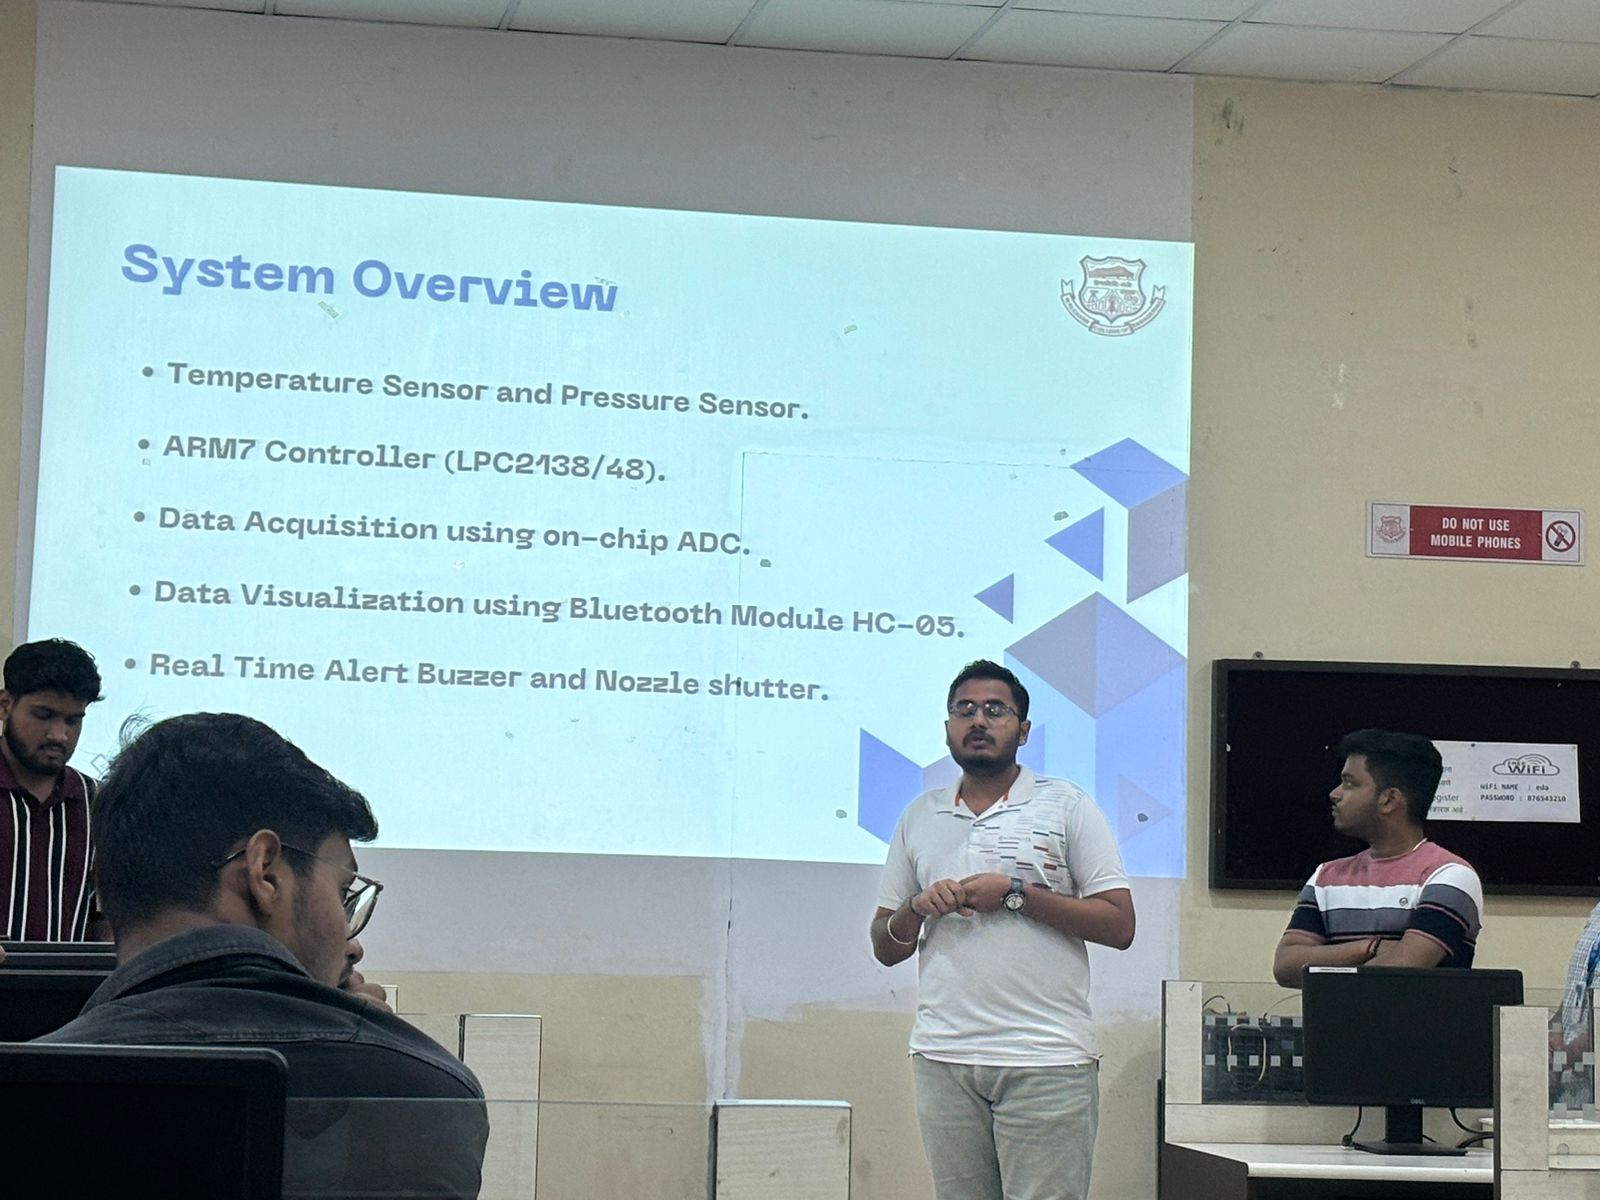 System Overview
• Temperature Sensor and Pressure Sensor.
• ARM7 Controller (LPC2138/48).
• Data Acquisition using on-chip ADC.
• Data Visualization using Bluetooth Module HC-05.
• Real Time Alert Buzzer and Nozzle shutter.
DO NOT USE
MOBILE PHONES
WiFi
WiFi NAME : eda
PASSWORD : 876543210
DELL